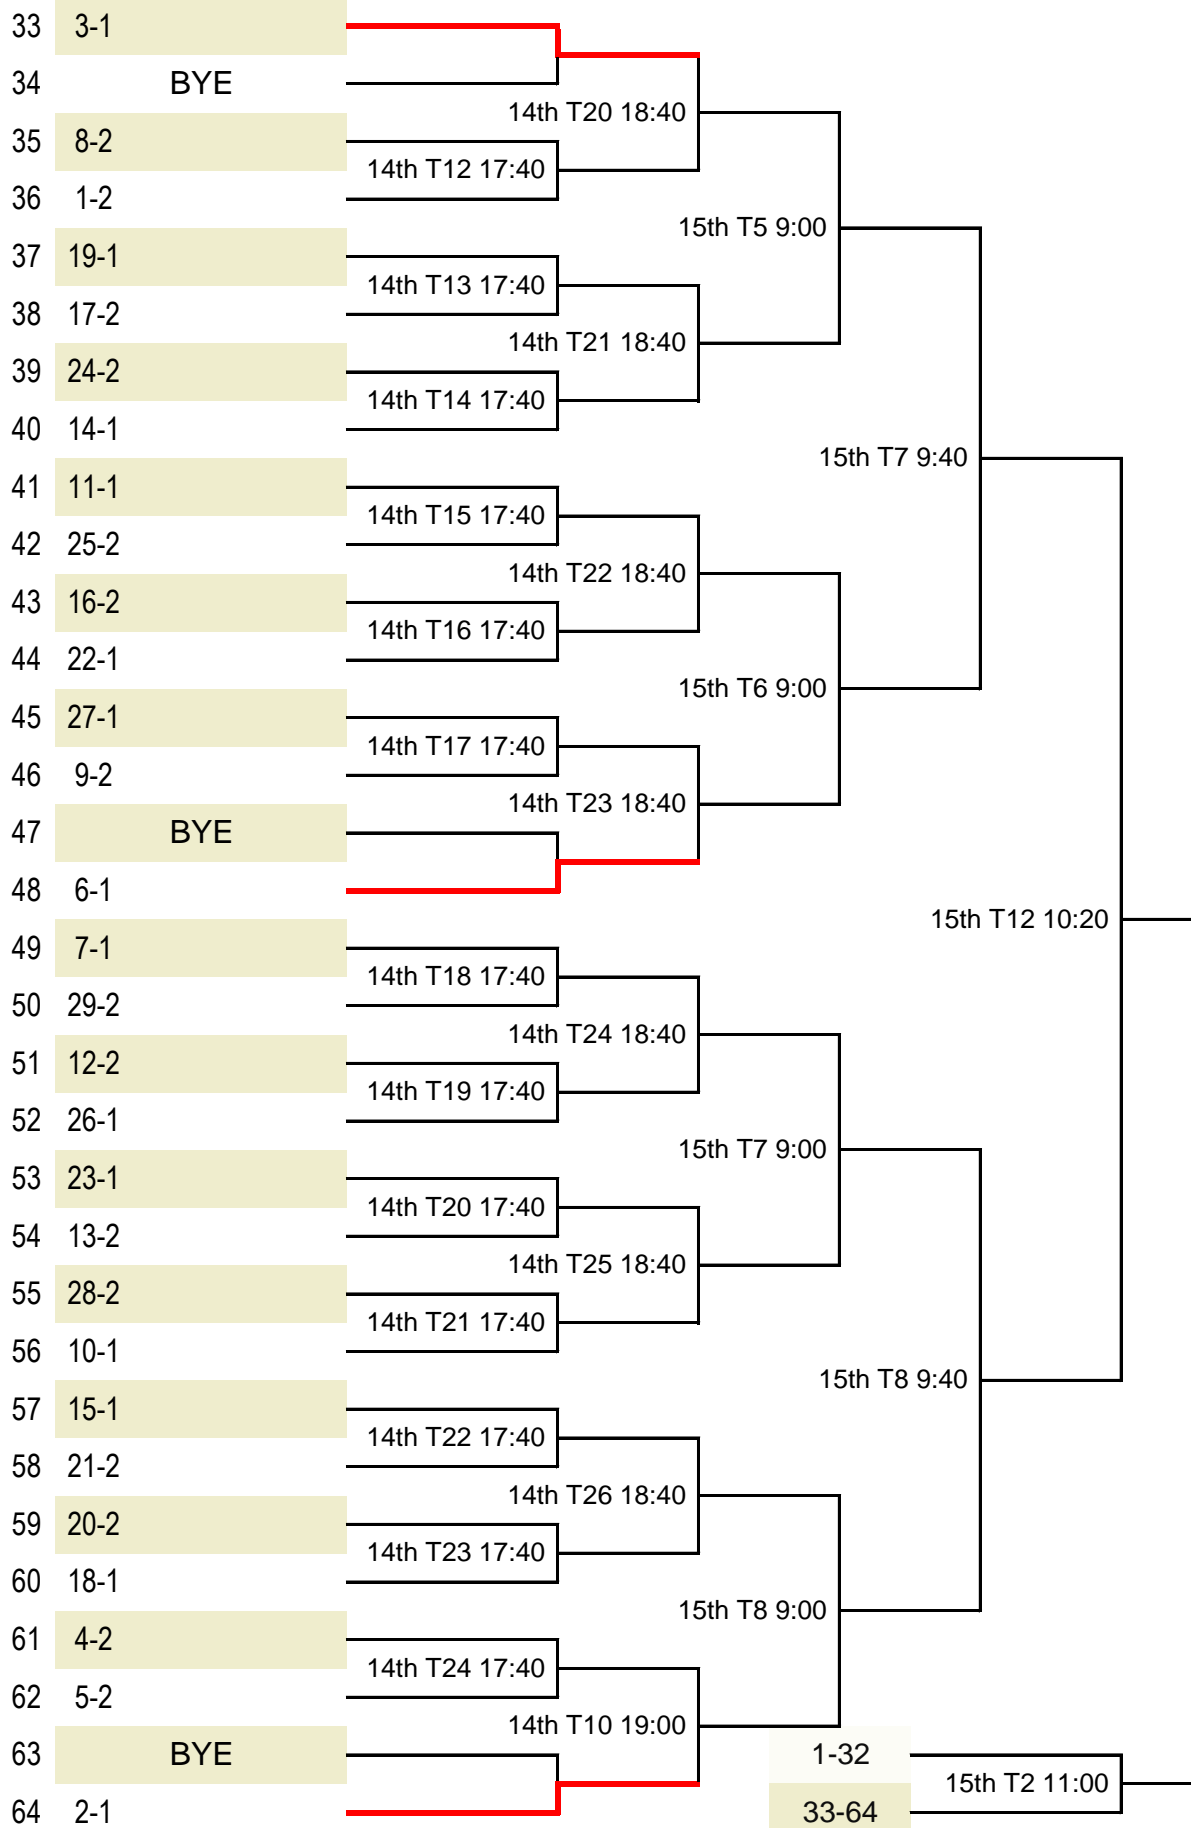 33 3-1
34 BYE
14th T20 18:40
35 8-2
14th T12 17:40
36 1-2
15th T5 9:00
37 19-1
14th T13 17:40
38 17-2
14th T21 18:40
39 24-2
14th T14 17:40
40 14-1
15th T7 9:40
41 11-1
14th T15 17:40
42 25-2
14th T22 18:40
43 16-2
14th T16 17:40
44 22-1
15th T6 9:00
45 27-1
14th T17 17:40
46 9-2
14th T23 18:40
47 BYE
48 6-1
15th T12 10:20
49 7-1
14th T18 17:40
50 29-2
14th T24 18:40
51 12-2
14th T19 17:40
52 26-1
15th T7 9:00
53 23-1
14th T20 17:40
54 13-2
14th T25 18:40
55 28-2
14th T21 17:40
56 10-1
15th T8 9:40
57 15-1
14th T22 17:40
58 21-2
14th T26 18:40
59 20-2
14th T23 17:40
60 18-1
15th T8 9:00
61 4-2
14th T24 17:40
62 5-2
14th T10 19:00
63 BYE 1-32
15th T2 11:00
64 2-1 33-64